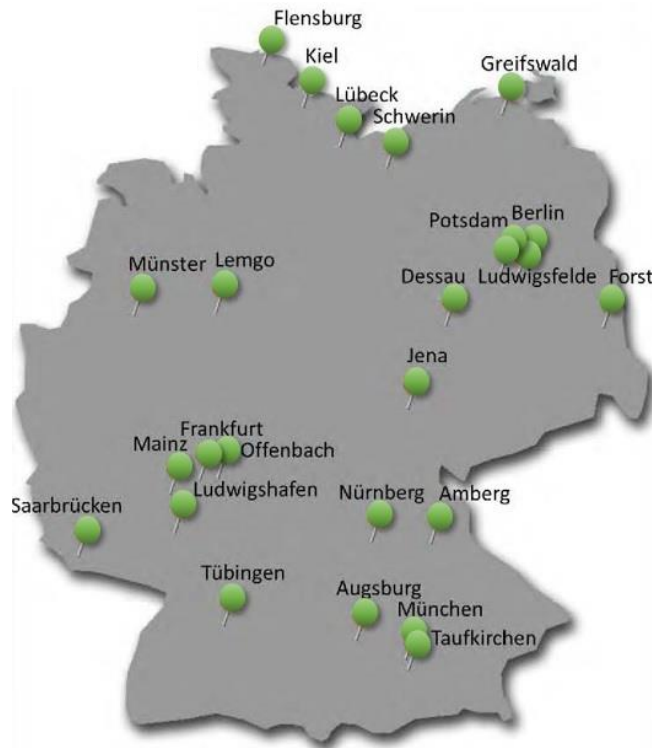 Flensburg
Kiel
Greifswald
Lübeck
Schwerin
Potsdam Berlin
Münster Lemgo
Dessau Ludwigsfelde Forst
Jena
Frankfurt
Mainz Offenbach
Ludwigshafen
Saarbrücken
Nürnberg Amberg
Tübingen
Augsburg
München
Taufkirchen